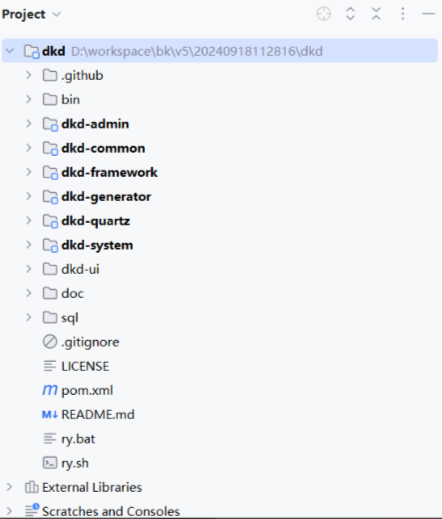 Project
dkd D:\workspace\bk\v5\20240918112816\dkd
.github
bin
dkd-admin
dkd-common
dkd-framework
dkd-generator
dkd-quartz
dkd-system
dkd-ui
doc
sql
.gitignore
LICENSE
pom.xml
README.md
ry.bat
ry.sh
External Libraries
Scratches and Consoles